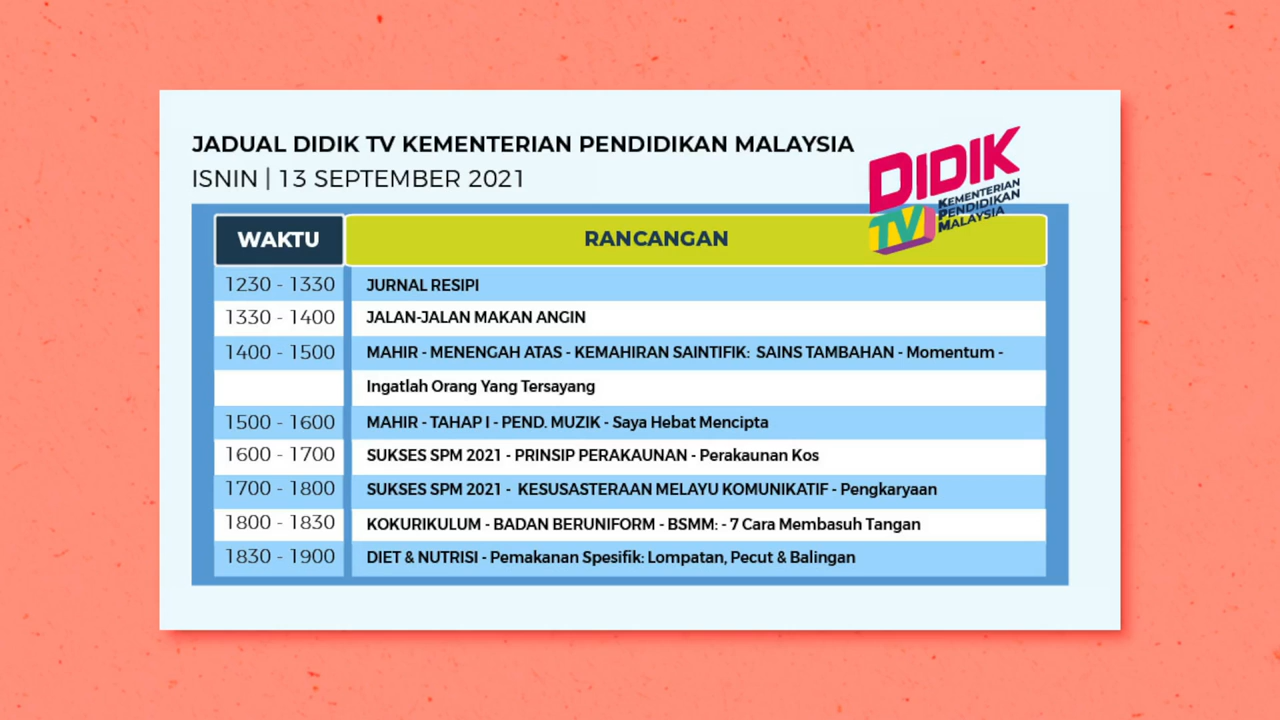 JADUAL DIDIK TV KEMENTERIAN PENDIDIKAN MALAYSIA
ISNIN | 13 SEPTEMBER 2021
DIDIK
TV
KEMENTERIAN
PENDIDIKAN
MALAYSIA
WAKTU RANCANGAN
1230 - 1330 JURNAL RESIPI
1330 - 1400 JALAN-JALAN MAKAN ANGIN
1400 - 1500 MAHIR - MENENGAH ATAS - KEMAHIRAN SAINTIFIK: SAINS TAMBAHAN - Momentum -
Ingatlah Orang Yang Tersayang
1500 - 1600 MAHIR - TAHAP I - PEND. MUZIK - Saya Hebat Mencipta
1600 - 1700 SUKSES SPM 2021 - PRINSIP PERAKAUNAN - Perakaunan Kos
1700 - 1800 SUKSES SPM 2021 - KESUSASTERAAN MELAYU KOMUNIKATIF - Pengkaryaan
1800 - 1830 KOKURIKULUM - BADAN BERUNIFORM - BSMM: - 7 Cara Membasuh Tangan
1830 - 1900 DIET & NUTRISI - Pemakanan Spesifik: Lompatan, Pecut & Balingan